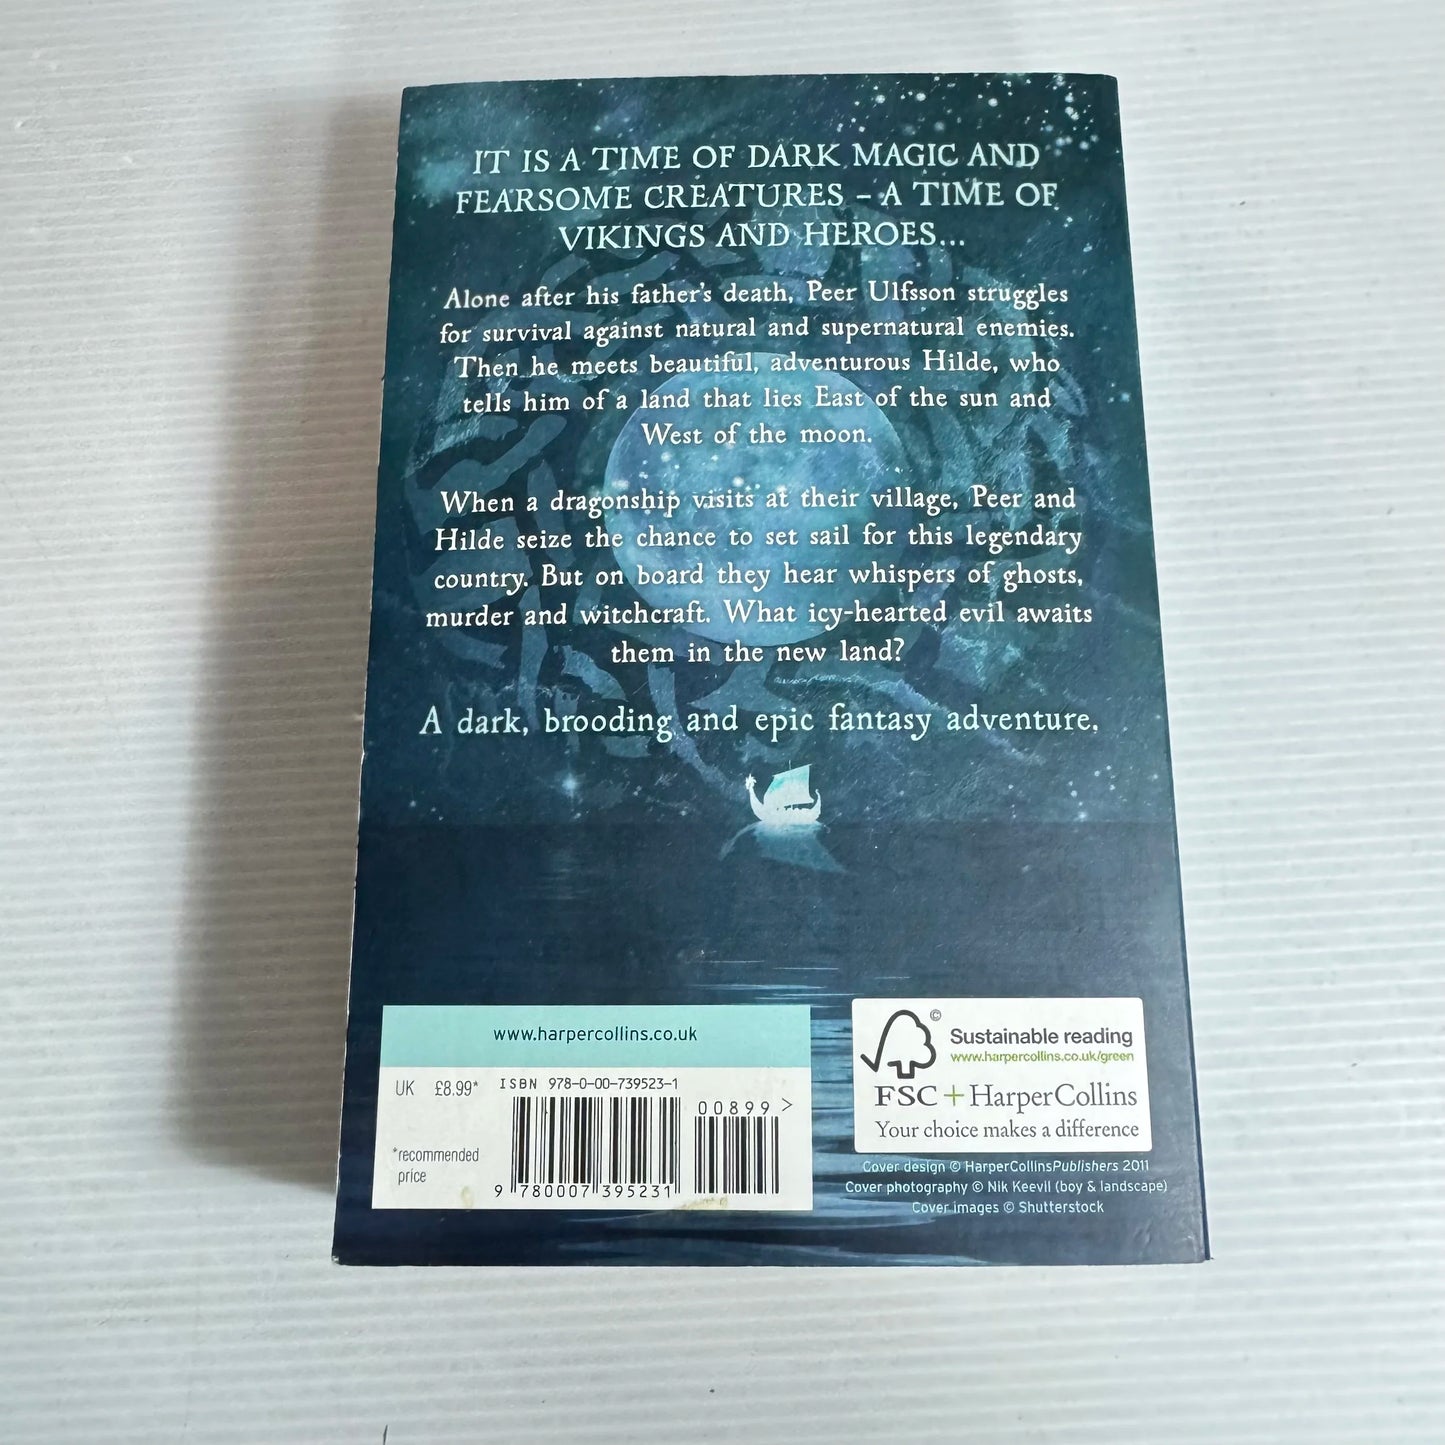 IT IS A TIME OF DARK MAGIC AND
FEARSOME CREATURES – A TIME OF
VIKINGS AND HEROES...
Alone after his father's death, Peer Ulfsson struggles
for survival against natural and supernatural enemies.
Then he meets beautiful, adventurous Hilde, who
tells him of a land that lies East of the sun and
West of the moon.
When a dragonship visits at their village, Peer and
Hilde seize the chance to set sail for this legendary
country. But on board they hear whispers of ghosts,
murder and witchcraft. What icy-hearted evil awaits
them in the new land?
A dark, brooding and epic fantasy adventure.
www.harpercollins.co.uk
UK £8.99*
ISBN 978-0-00-739523-1
00899 >
*recommended
price
9 780007 395231
©
Sustainable reading
www.harpercollins.co.uk/green
FSC + HarperCollins
Your choice makes a difference
Cover design © HarperCollinsPublishers 2011
Cover photography © Nik Keevil (boy & landscape)
Cover images © Shutterstock